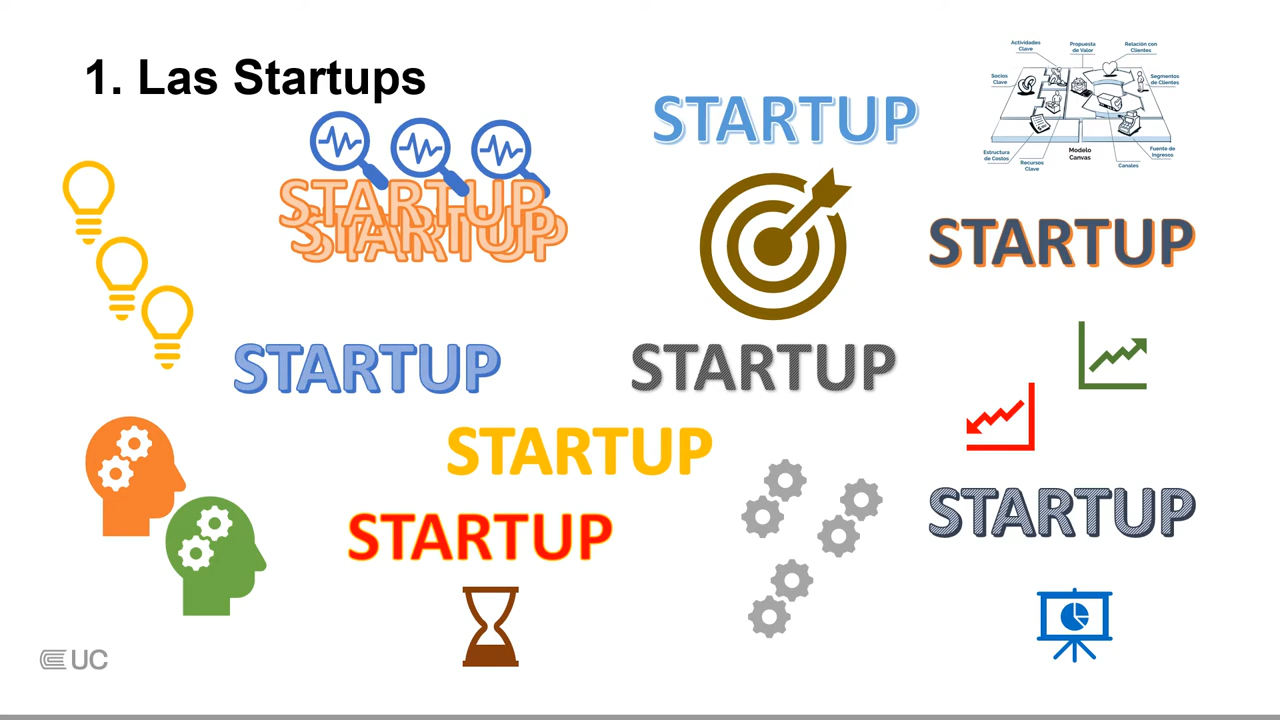 1. Las Startups
Actividades
Clave
Propuesta
de Valor
Relación con
Clientes
Socios
Clave
Segmentos
de Clientes
Estructura
de Costos
Recursos
Clave
Modelo
Canvas
Canales
Fuente de
Ingresos
STARTUP
STARTUP
STARTUP
STARTUP
STARTUP
STARTUP
STARTUP
STARTUP
STARTUP
UC